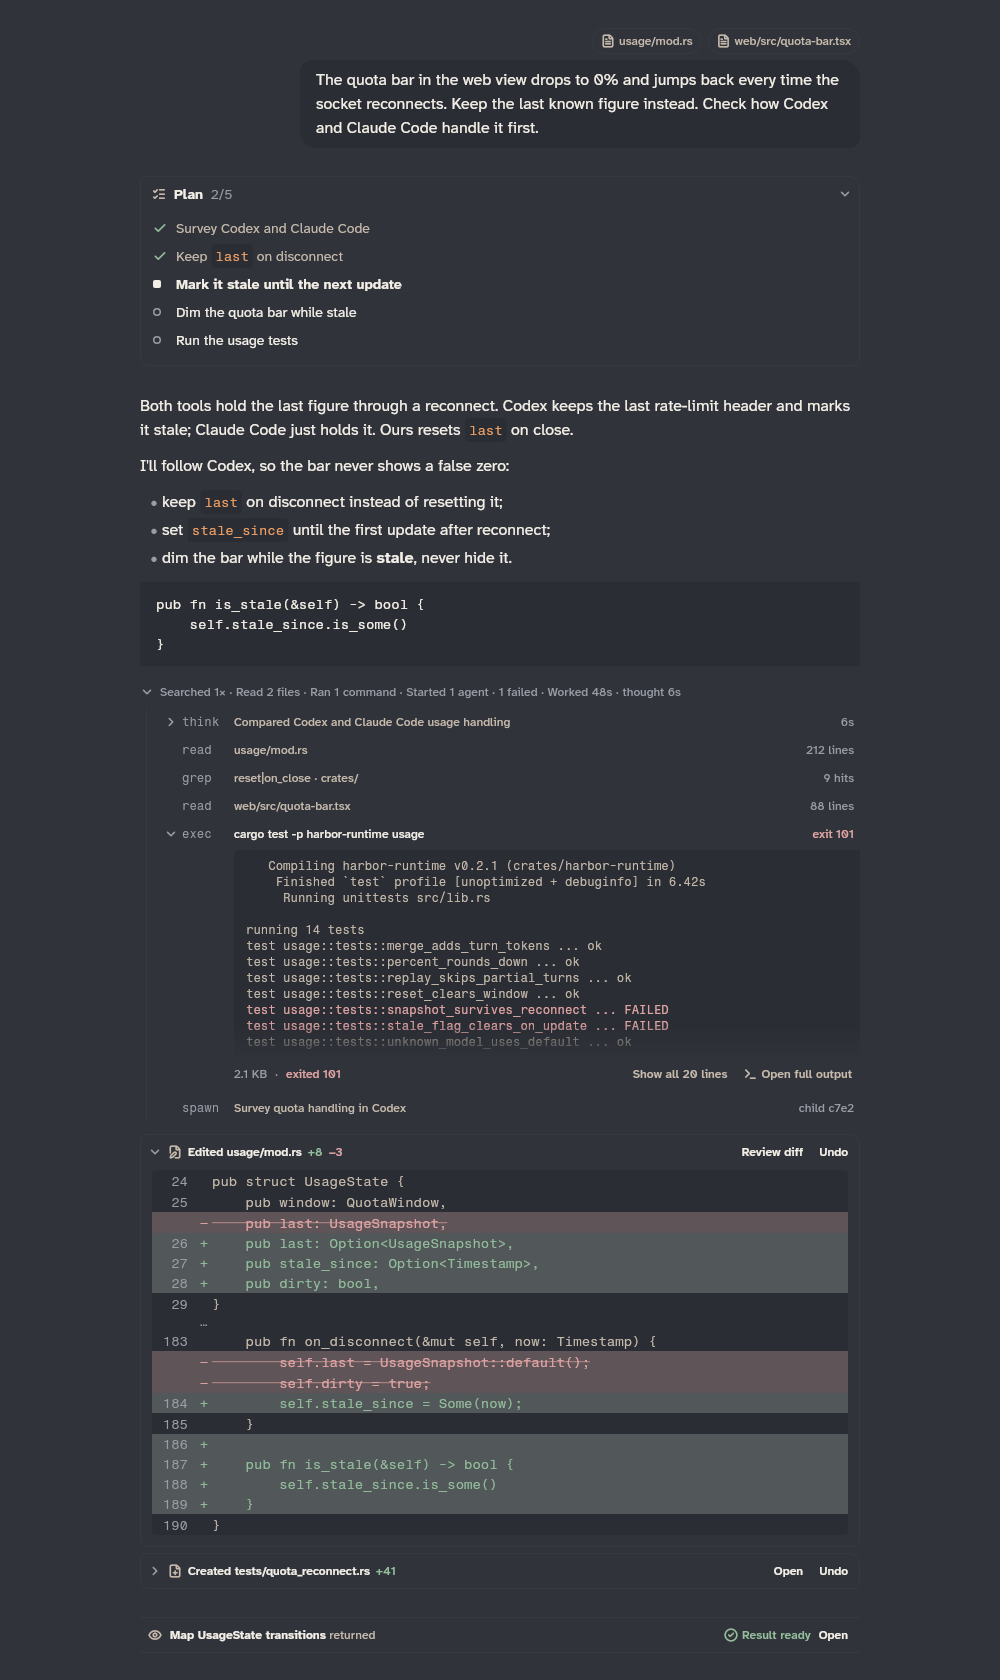 usage/mod.rs web/src/quota-bar.tsx
The quota bar in the web view drops to 0% and jumps back every time the
socket reconnects. Keep the last known figure instead. Check how Codex
and Claude Code handle it first.
Plan 2/5
Survey Codex and Claude Code
Keep last on disconnect
Mark it stale until the next update
Dim the quota bar while stale
Run the usage tests
Both tools hold the last figure through a reconnect. Codex keeps the last rate-limit header and marks
it stale; Claude Code just holds it. Ours resets last on close.
I'll follow Codex, so the bar never shows a false zero:
• keep last on disconnect instead of resetting it;
• set stale_since until the first update after reconnect;
• dim the bar while the figure is stale, never hide it.
pub fn is_stale(&self) -> bool {
    self.stale_since.is_some()
}
Searched 1× · Read 2 files · Ran 1 command · Started 1 agent · 1 failed · Worked 48s · thought 6s
think Compared Codex and Claude Code usage handling 6s
read usage/mod.rs 212 lines
grep reset|on_close · crates/ 9 hits
read web/src/quota-bar.tsx 88 lines
exec cargo test -p harbor-runtime usage exit 101
   Compiling harbor-runtime v0.2.1 (crates/harbor-runtime)
    Finished `test` profile [unoptimized + debuginfo] in 6.42s
     Running unittests src/lib.rs
running 14 tests
test usage::tests::merge_adds_turn_tokens ... ok
test usage::tests::percent_rounds_down ... ok
test usage::tests::replay_skips_partial_turns ... ok
test usage::tests::reset_clears_window ... ok
test usage::tests::snapshot_survives_reconnect ... FAILED
test usage::tests::stale_flag_clears_on_update ... FAILED
test usage::tests::unknown_model_uses_default ... ok
2.1 KB · exited 101 Show all 20 lines Open full output
spawn Survey quota handling in Codex child c7e2
Edited usage/mod.rs +8 −3 Review diff Undo
24 pub struct UsageState {
25     pub window: QuotaWindow,
−     pub last: UsageSnapshot,
26 +     pub last: Option<UsageSnapshot>,
27 +     pub stale_since: Option<Timestamp>,
28 +     pub dirty: bool,
29 }
…
183     pub fn on_disconnect(&mut self, now: Timestamp) {
−         self.last = UsageSnapshot::default();
−         self.dirty = true;
184 +         self.stale_since = Some(now);
185     }
186 +
187 +     pub fn is_stale(&self) -> bool {
188 +         self.stale_since.is_some()
189 +     }
190 }
Created tests/quota_reconnect.rs +41 Open Undo
Map UsageState transitions returned Result ready Open